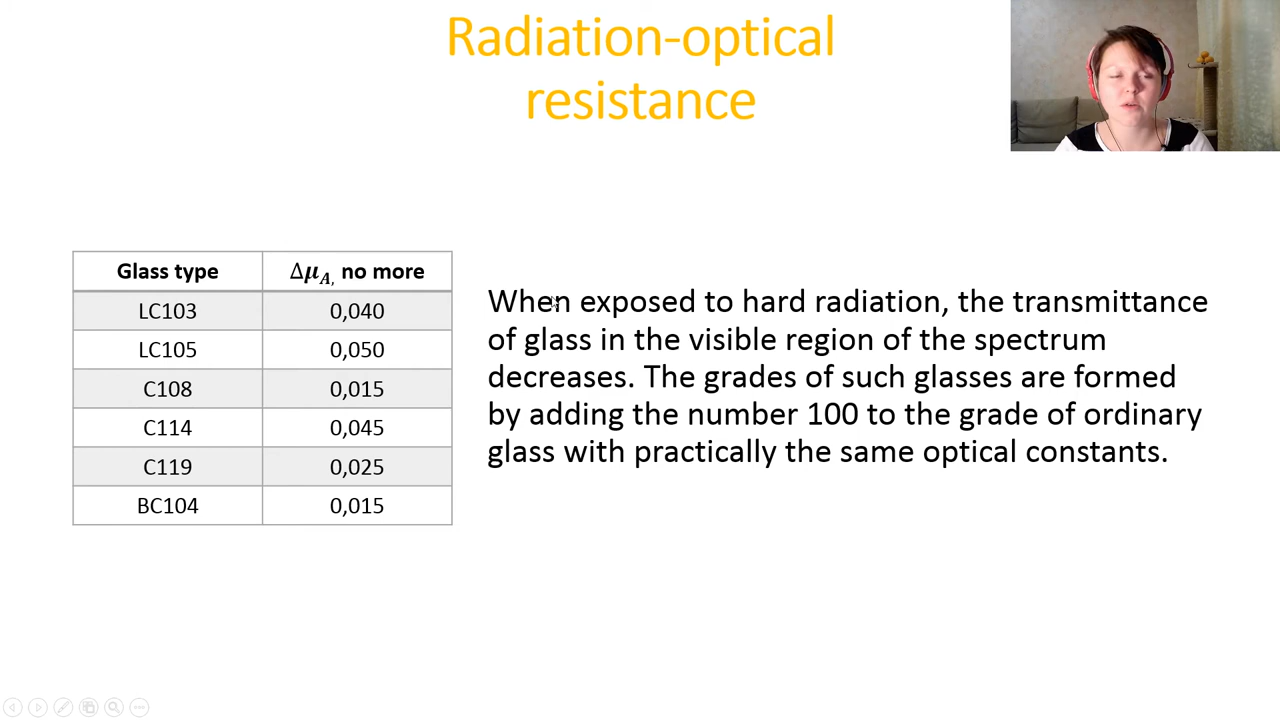 Radiation-optical
resistance
Glass type Δμ_A, no more
LC103 0,040
LC105 0,050
C108 0,015
C114 0,045
C119 0,025
BC104 0,015
When exposed to hard radiation, the transmittance
of glass in the visible region of the spectrum
decreases. The grades of such glasses are formed
by adding the number 100 to the grade of ordinary
glass with practically the same optical constants.